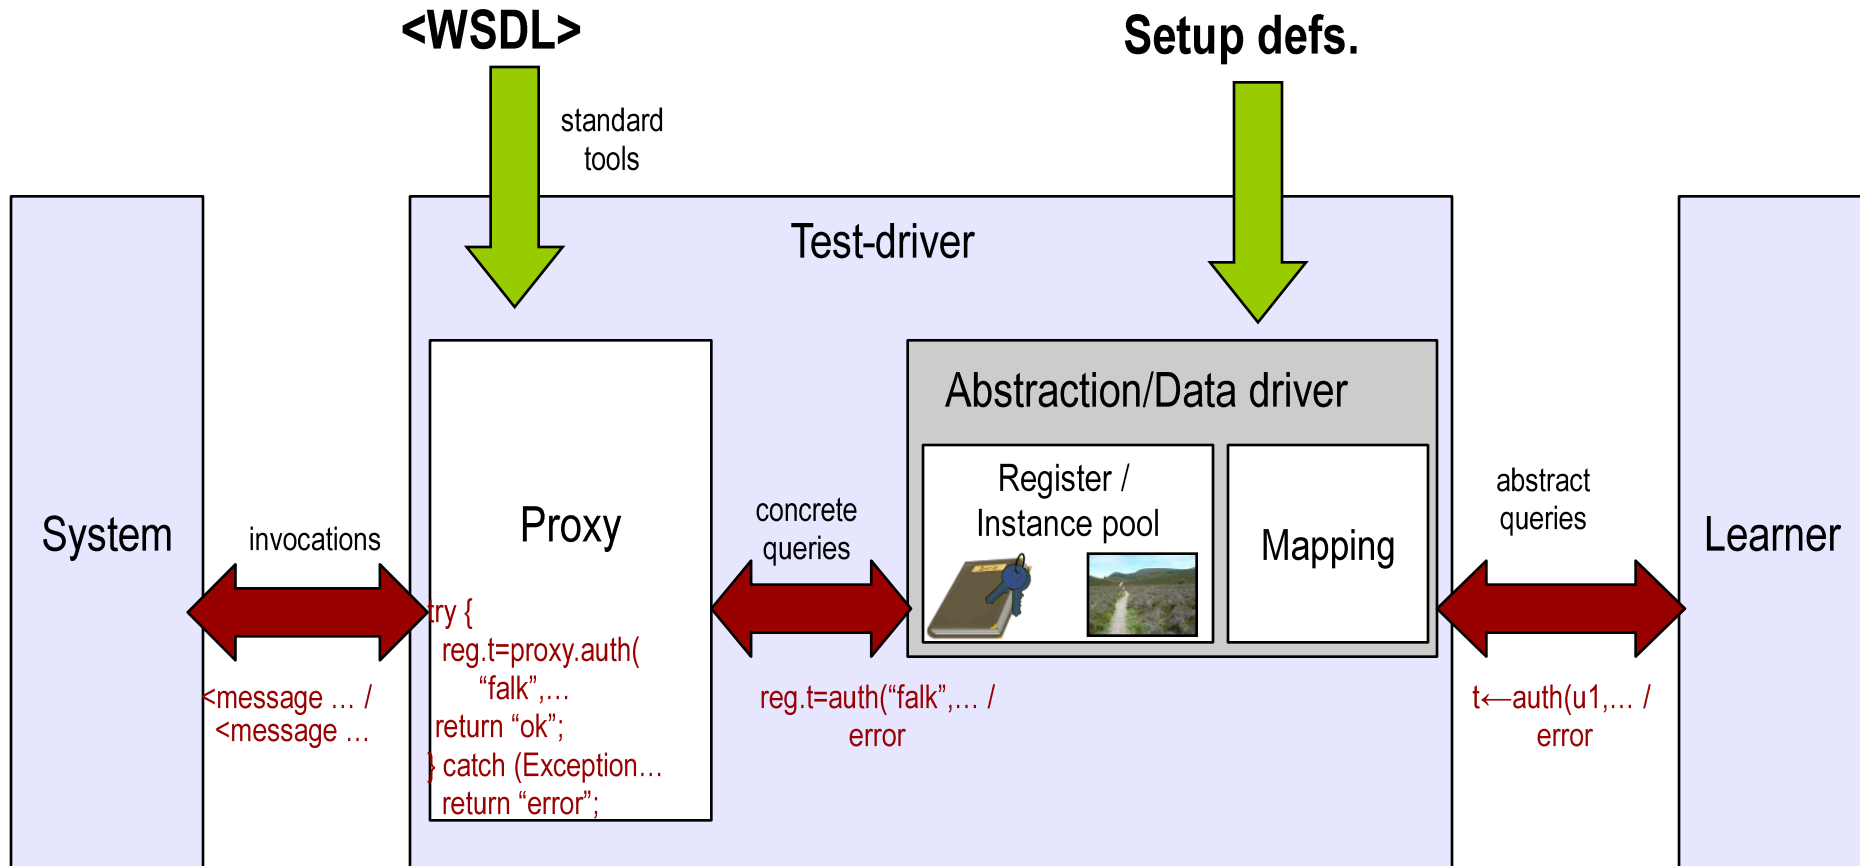 <WSDL>
Setup defs.
standard
tools
Test-driver
Abstraction/Data driver
Register /
Instance pool
Mapping
System
invocations
Proxy
concrete
queries
abstract
queries
Learner
try {
reg.t=proxy.auth(
“falk”,…
return “ok”;
} catch (Exception…
return “error”;
<message … /
<message …
reg.t=auth(“falk”,… /
error
t←auth(u1,… /
error